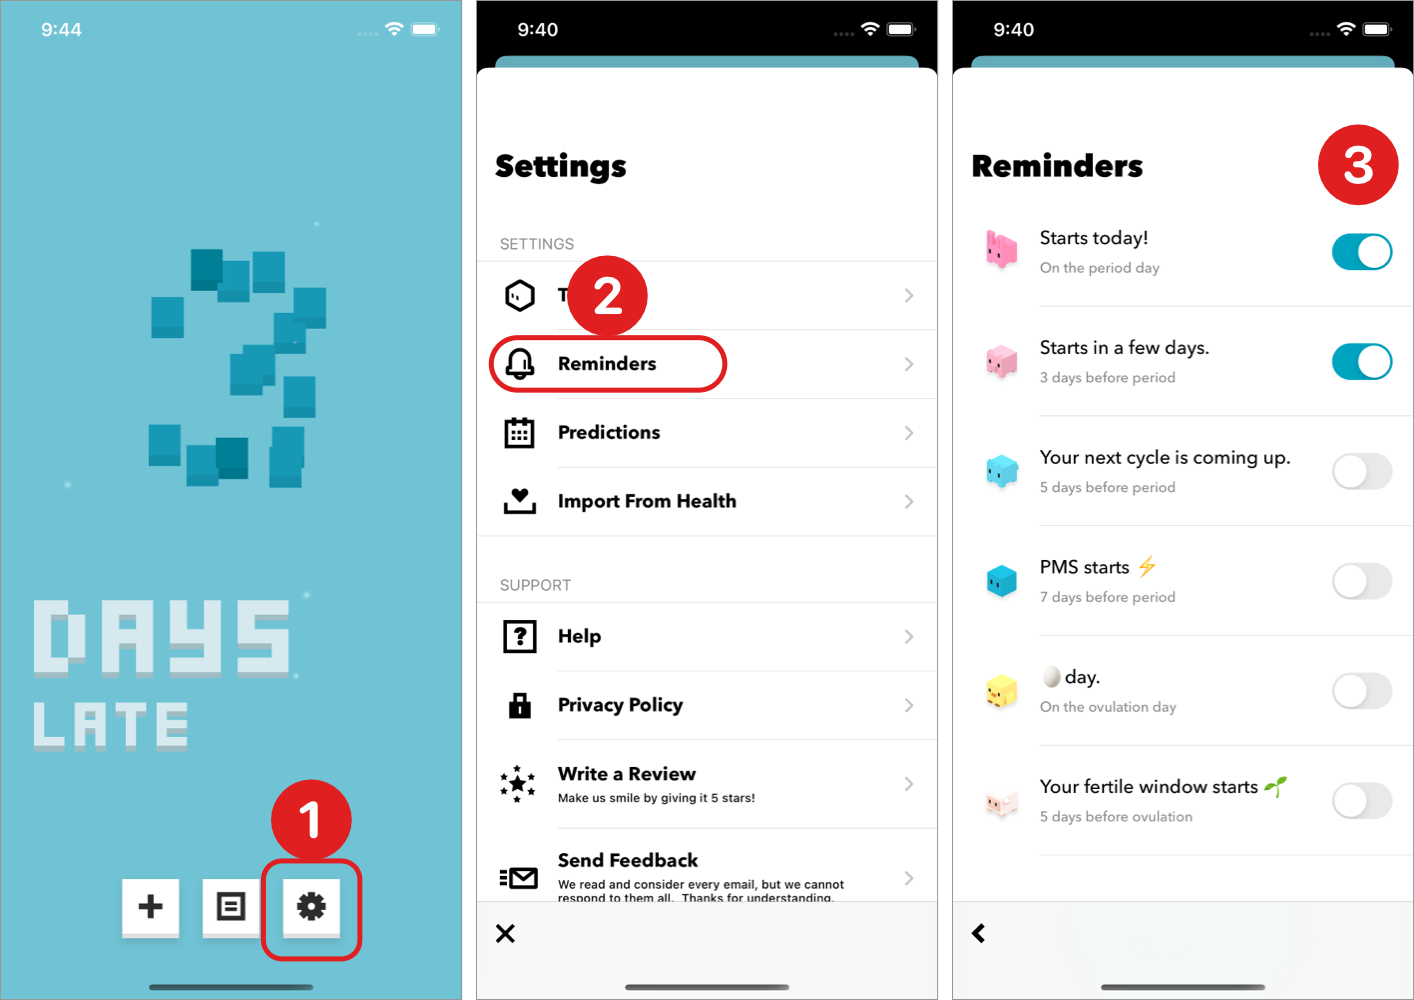 9:44
3
DAYS
LATE
1
9:40
Settings
SETTINGS
T
2
Reminders
Predictions
Import From Health
SUPPORT
Help
Privacy Policy
Write a Review
Make us smile by giving it 5 stars!
Send Feedback
We read and consider every email, but we cannot
respond to them all. Thanks for understanding.
9:40
Reminders
3
Starts today!
On the period day
Starts in a few days.
3 days before period
Your next cycle is coming up.
5 days before period
PMS starts ⚡
7 days before period
🥚 day.
On the ovulation day
Your fertile window starts 🌱
5 days before ovulation